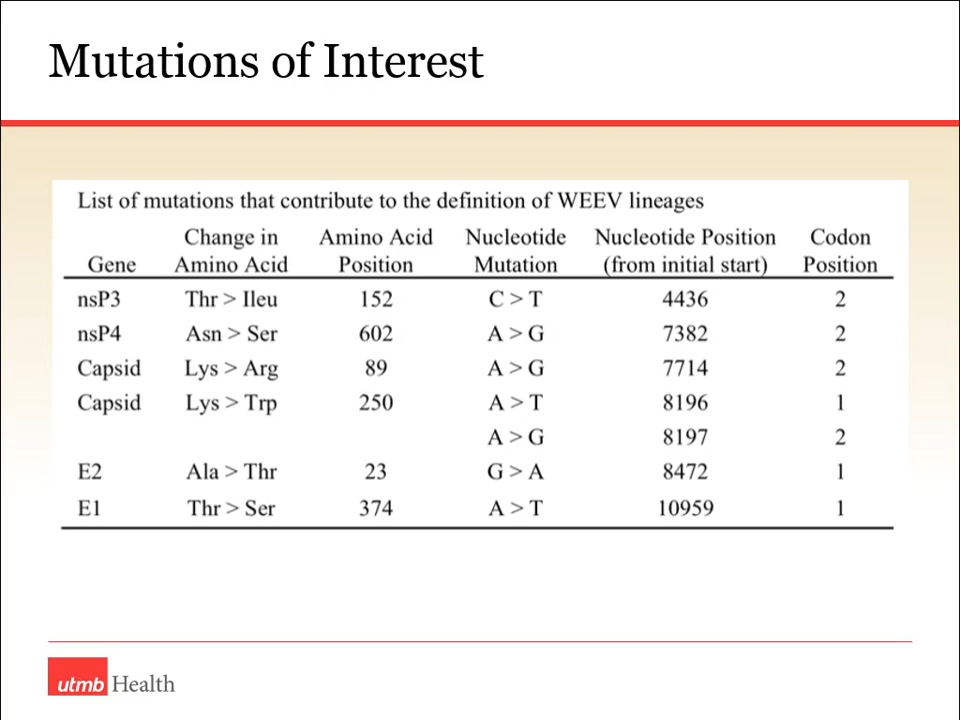 Mutations of Interest
List of mutations that contribute to the definition of WEEV lineages
Gene Change in Amino Acid Amino Acid Position Nucleotide Mutation Nucleotide Position (from initial start) Codon Position
nsP3 Thr > Ileu 152 C > T 4436 2
nsP4 Asn > Ser 602 A > G 7382 2
Capsid Lys > Arg 89 A > G 7714 2
Capsid Lys > Trp 250 A > T 8196 1
A > G 8197 2
E2 Ala > Thr 23 G > A 8472 1
E1 Thr > Ser 374 A > T 10959 1
utmb Health